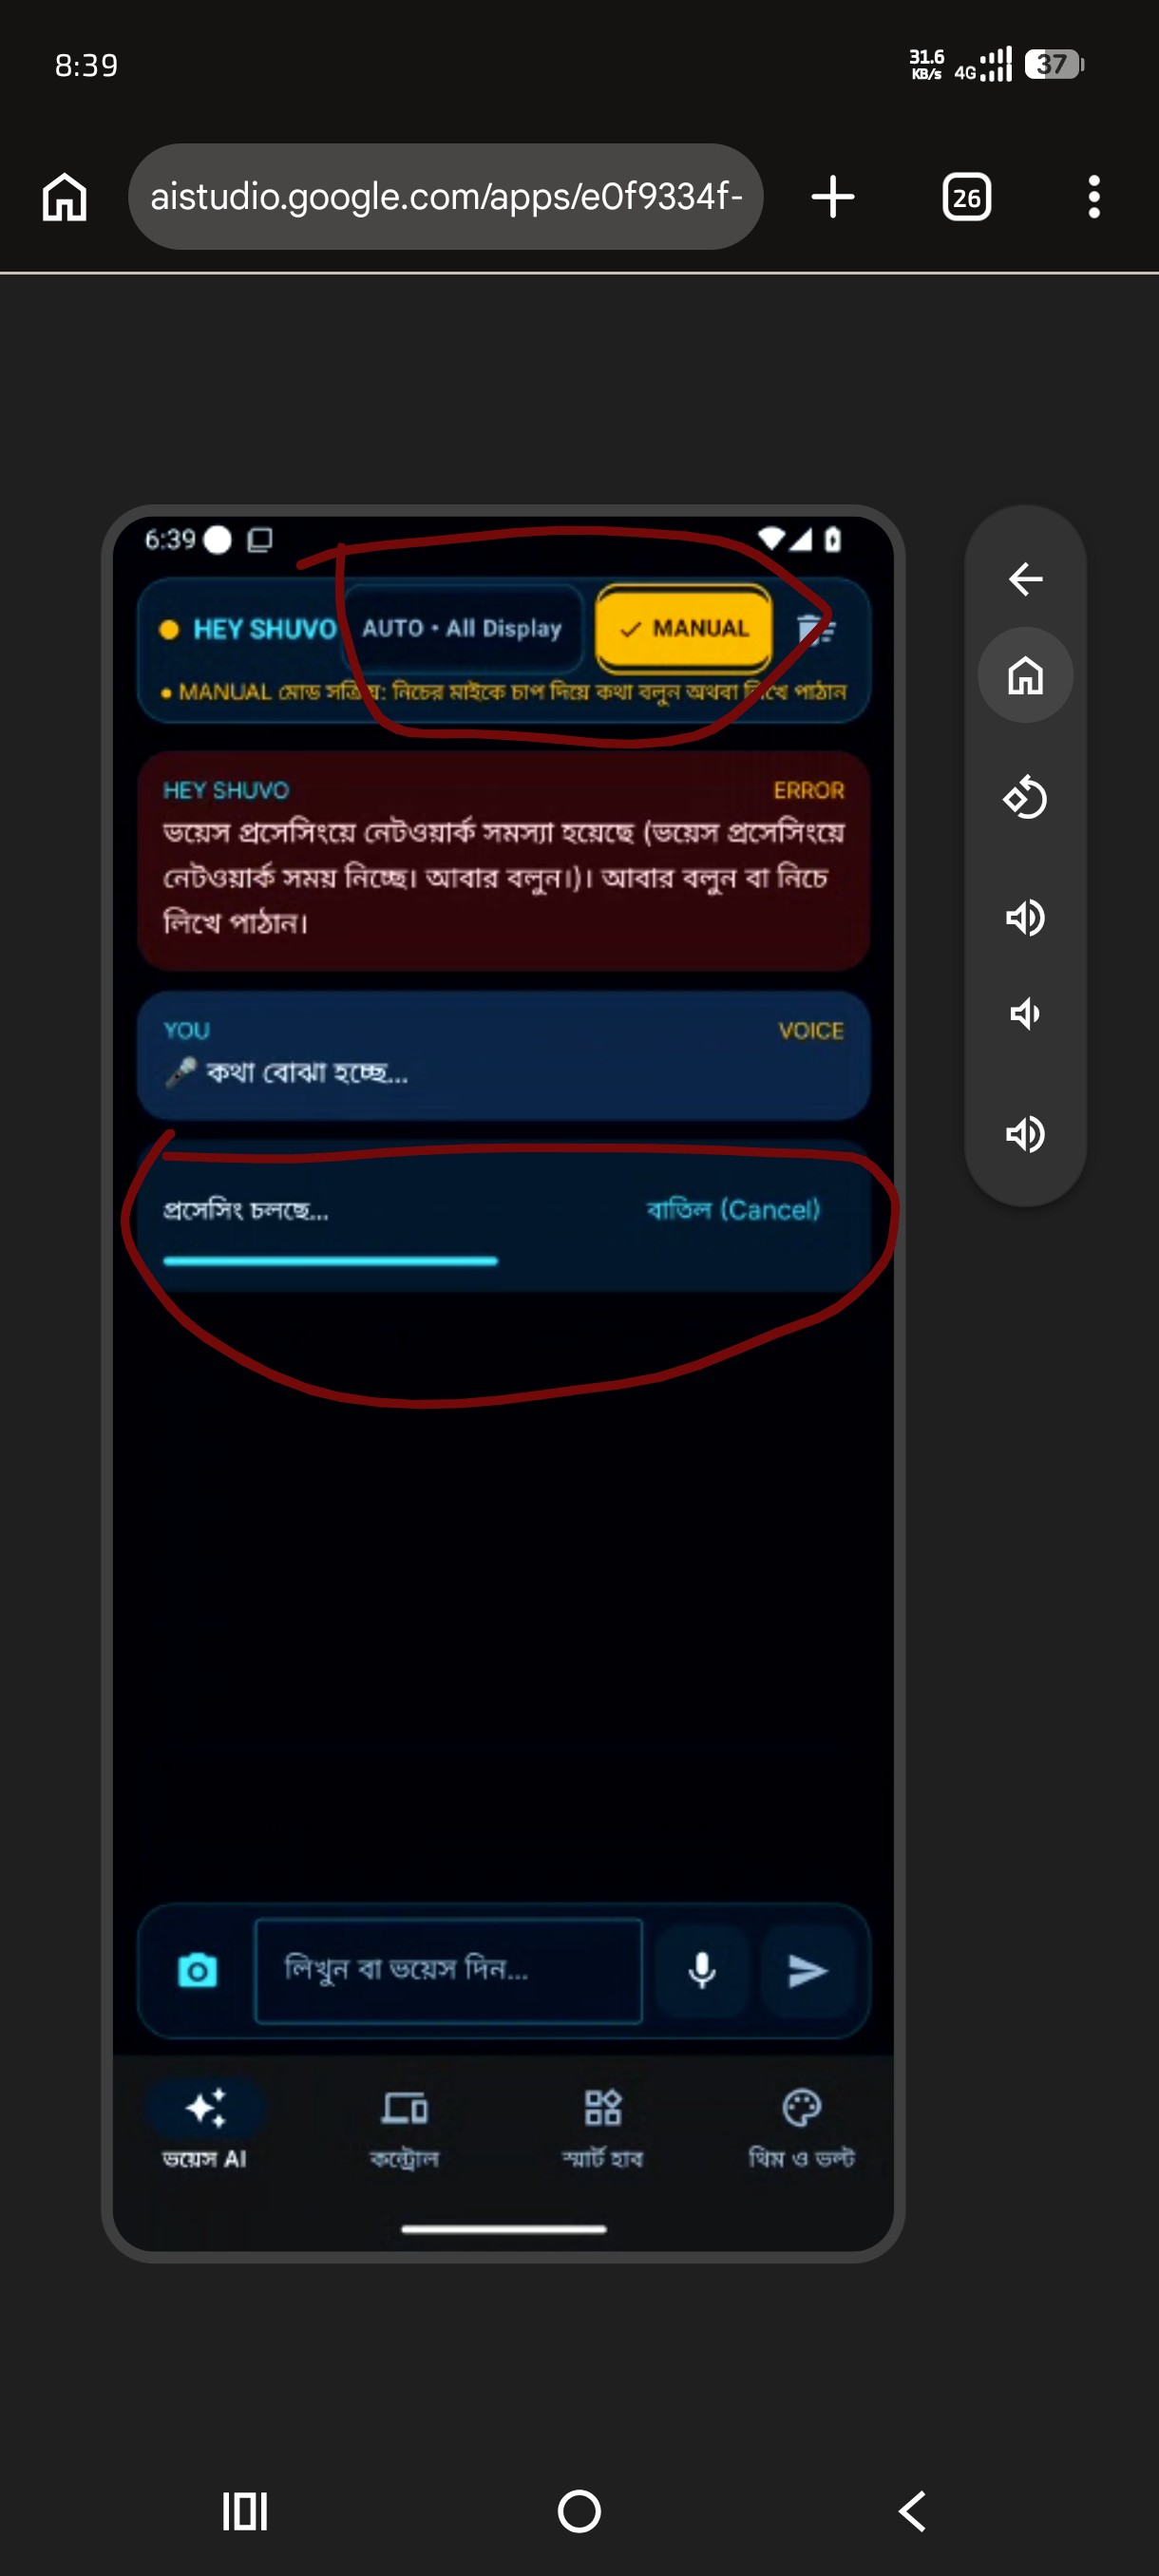 8:39
31.6
KB/s
4G
37
aistudio.google.com/apps/e0f9334f-
26
6:39
HEY SHUVO
AUTO • All Display
✓ MANUAL
• MANUAL মোড সক্রিয়: নিচের মাইকে চাপ দিয়ে কথা বলুন অথবা লিখে পাঠান
HEY SHUVO
ERROR
ভয়েস প্রসেসিংয়ে নেটওয়ার্ক সমস্যা হয়েছে (ভয়েস প্রসেসিংয়ে
নেটওয়ার্ক সময় নিচ্ছে। আবার বলুন।)। আবার বলুন বা নিচে
লিখে পাঠান।
YOU
VOICE
🎤 কথা বোঝা হচ্ছে...
প্রসেসিং চলছে...
বাতিল (Cancel)
লিখুন বা ভয়েস দিন...
ভয়েস AI
কন্ট্রোল
স্মার্ট হাব
থিম ও ভল্ট